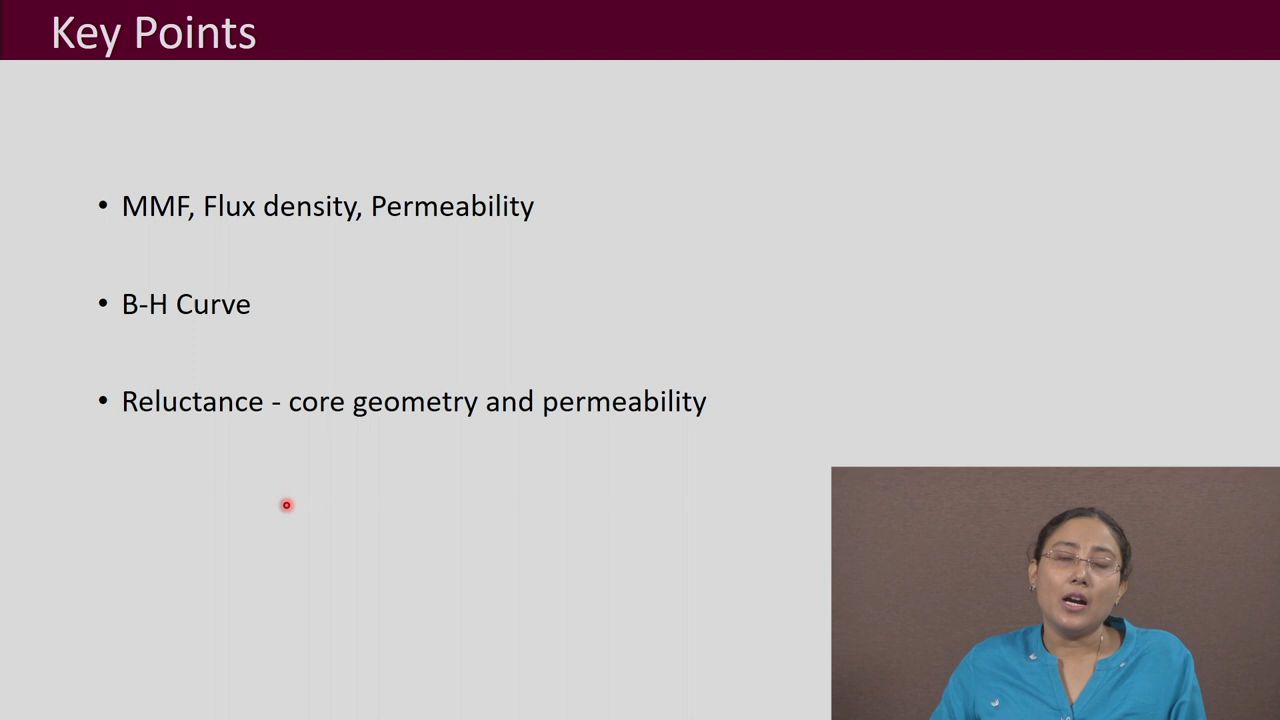 Key Points
• MMF, Flux density, Permeability
• B-H Curve
• Reluctance - core geometry and permeability